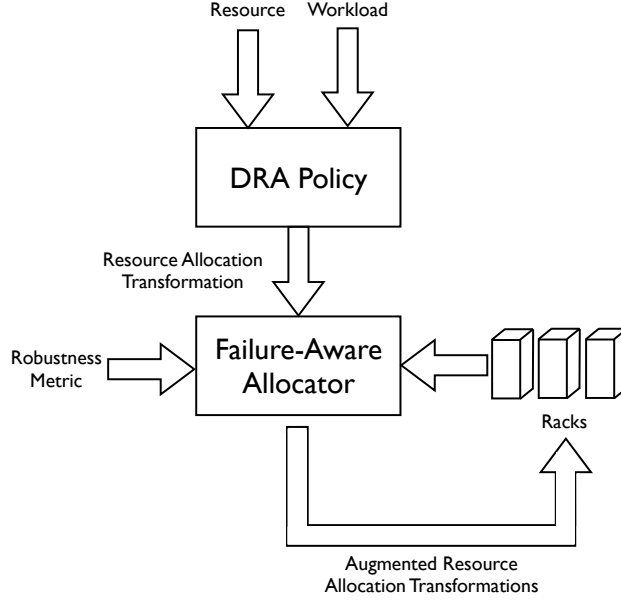 Resource Workload
DRA Policy
Resource Allocation
Transformation
Failure-Aware
Allocator
Robustness
Metric
Racks
Augmented Resource
Allocation Transformations